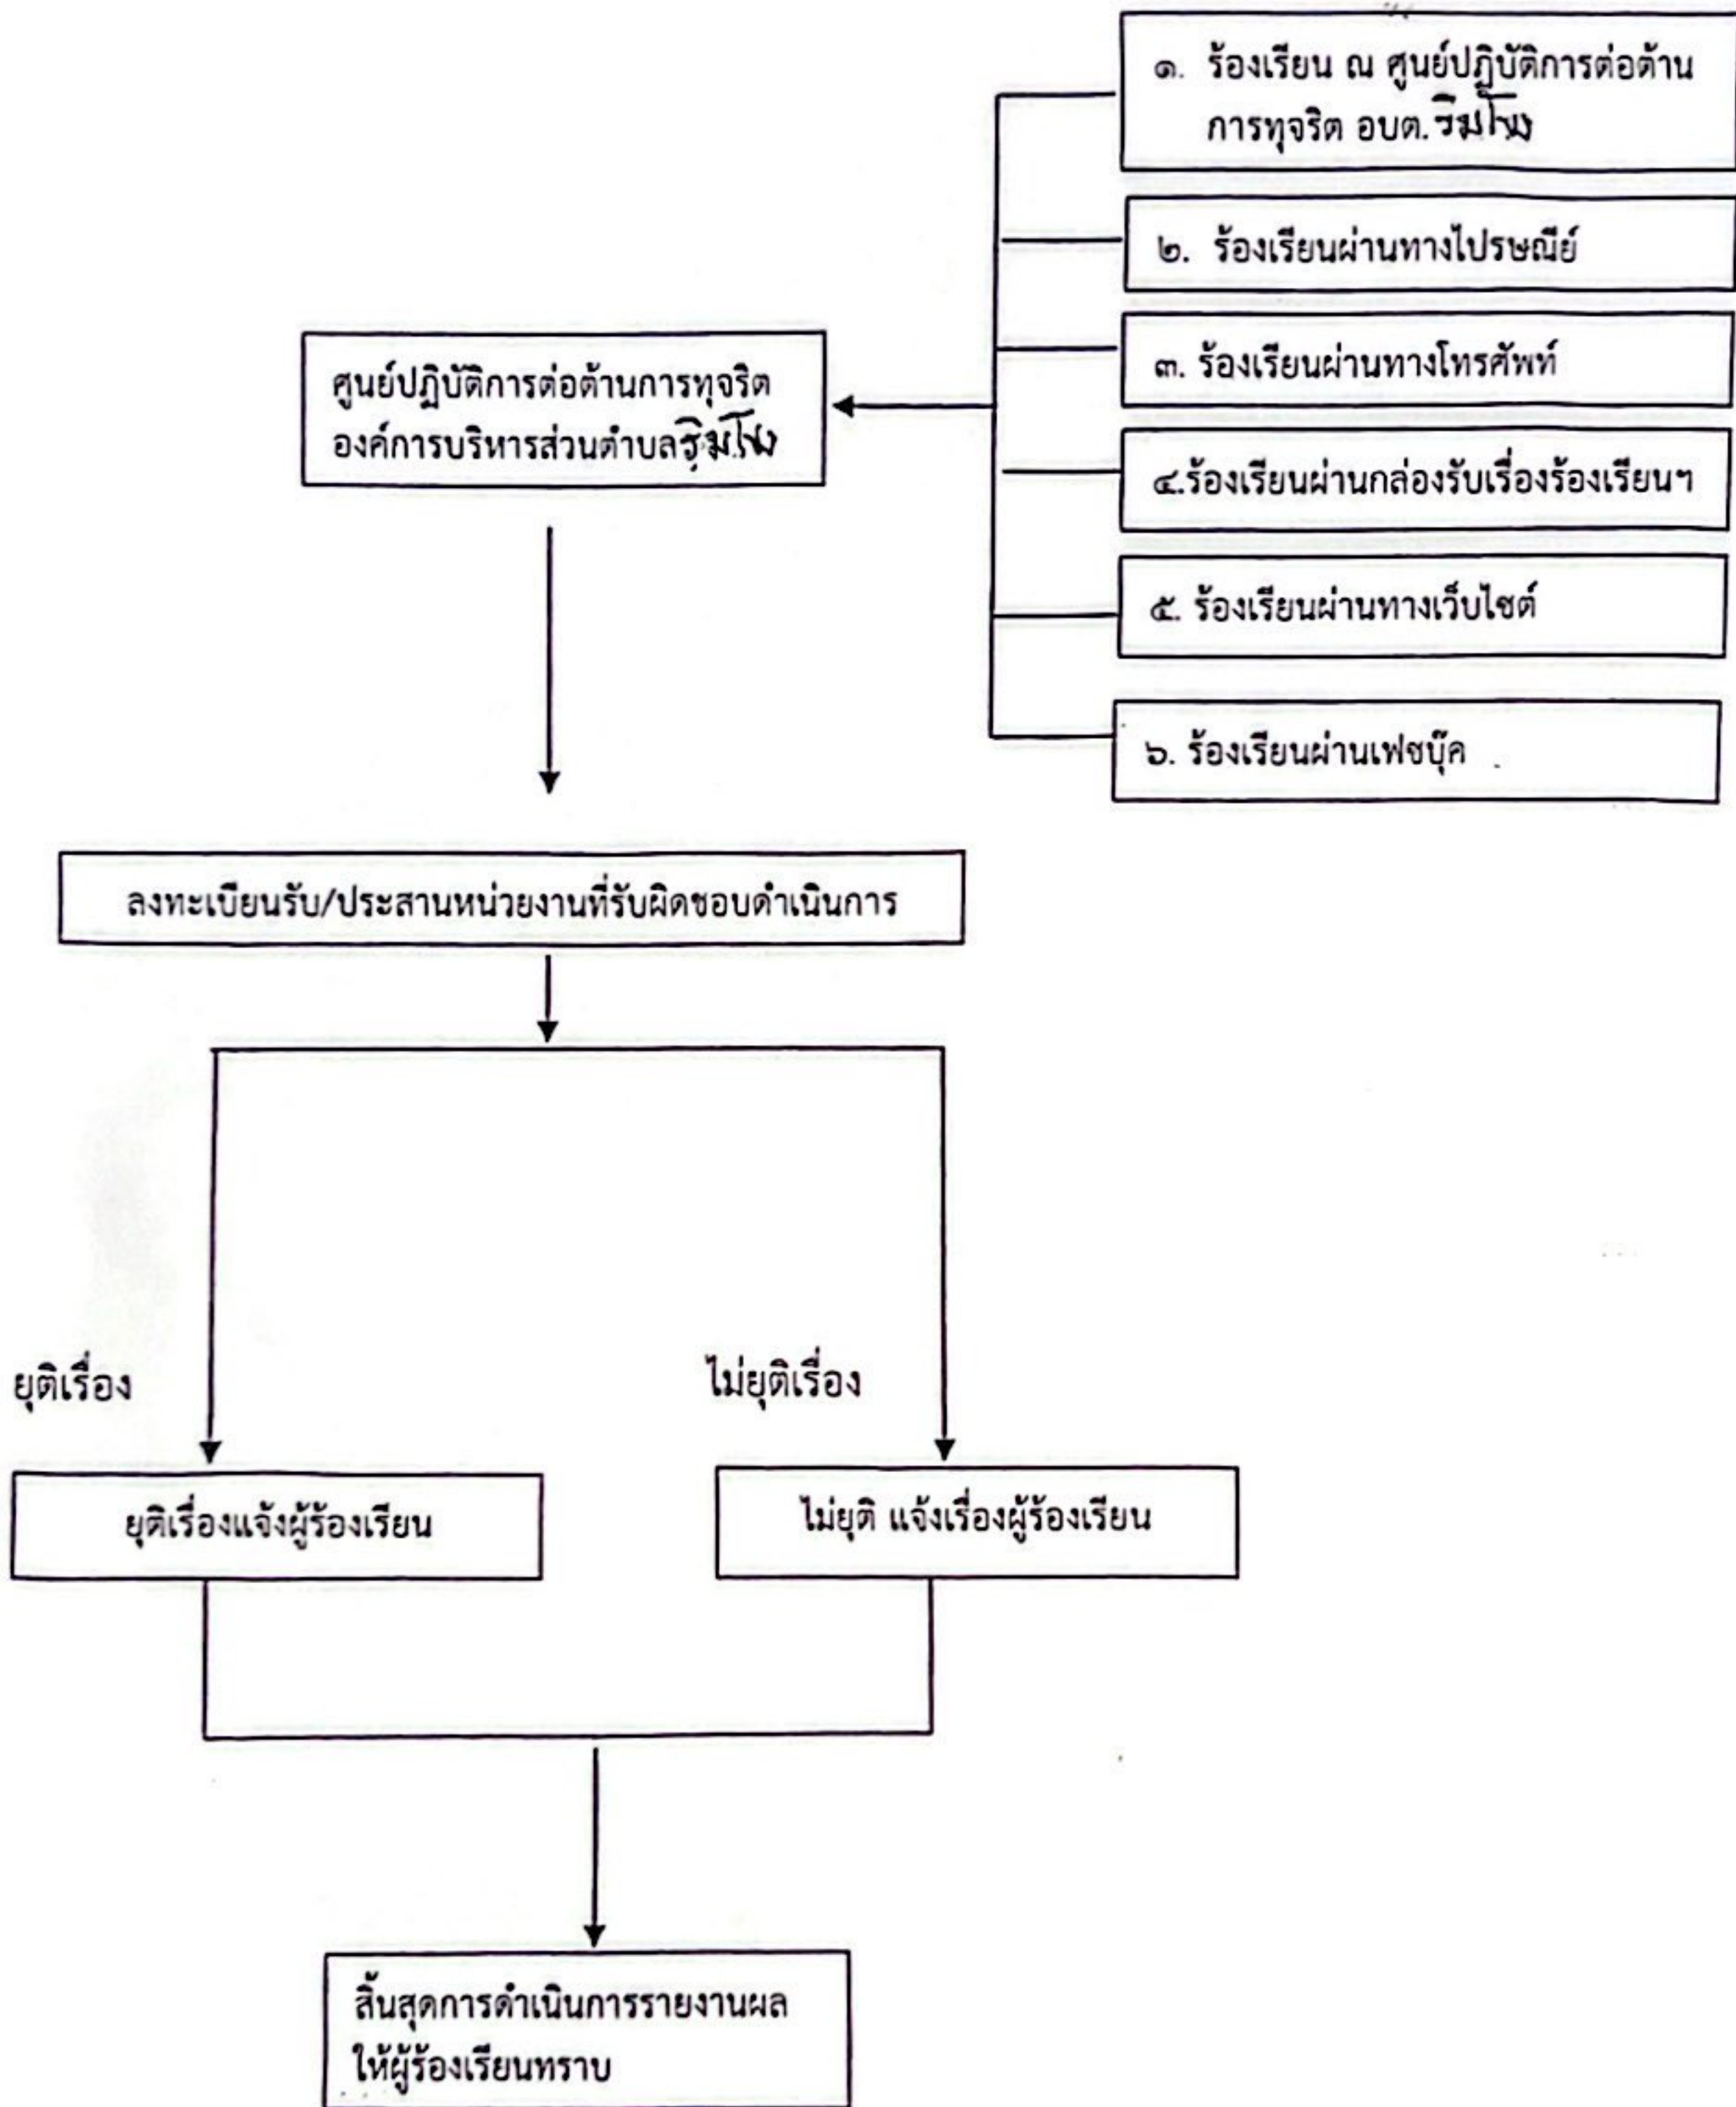 ๑. ร้องเรียน ณ ศูนย์ปฏิบัติการต่อต้าน
การทุจริต อบต.ริมโขง
๒. ร้องเรียนผ่านทางไปรษณีย์
๓. ร้องเรียนผ่านทางโทรศัพท์
๔.ร้องเรียนผ่านกล่องรับเรื่องร้องเรียนฯ
๕. ร้องเรียนผ่านทางเว็บไซต์
๖. ร้องเรียนผ่านเฟซบุ๊ค
ศูนย์ปฏิบัติการต่อต้านการทุจริต
องค์การบริหารส่วนตำบลริมโขง
ลงทะเบียนรับ/ประสานหน่วยงานที่รับผิดชอบดำเนินการ
ยุติเรื่อง
ไม่ยุติเรื่อง
ยุติเรื่องแจ้งผู้ร้องเรียน
ไม่ยุติ แจ้งเรื่องผู้ร้องเรียน
สิ้นสุดการดำเนินการรายงานผล
ให้ผู้ร้องเรียนทราบ